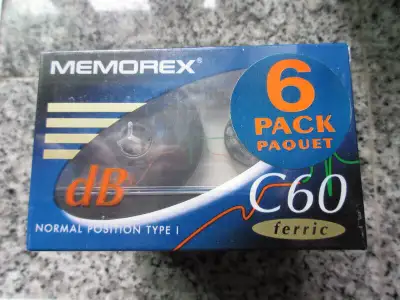 MEMOREX®
6
PACK
PAQUET
dB
C60
NORMAL POSITION TYPE I
ferric